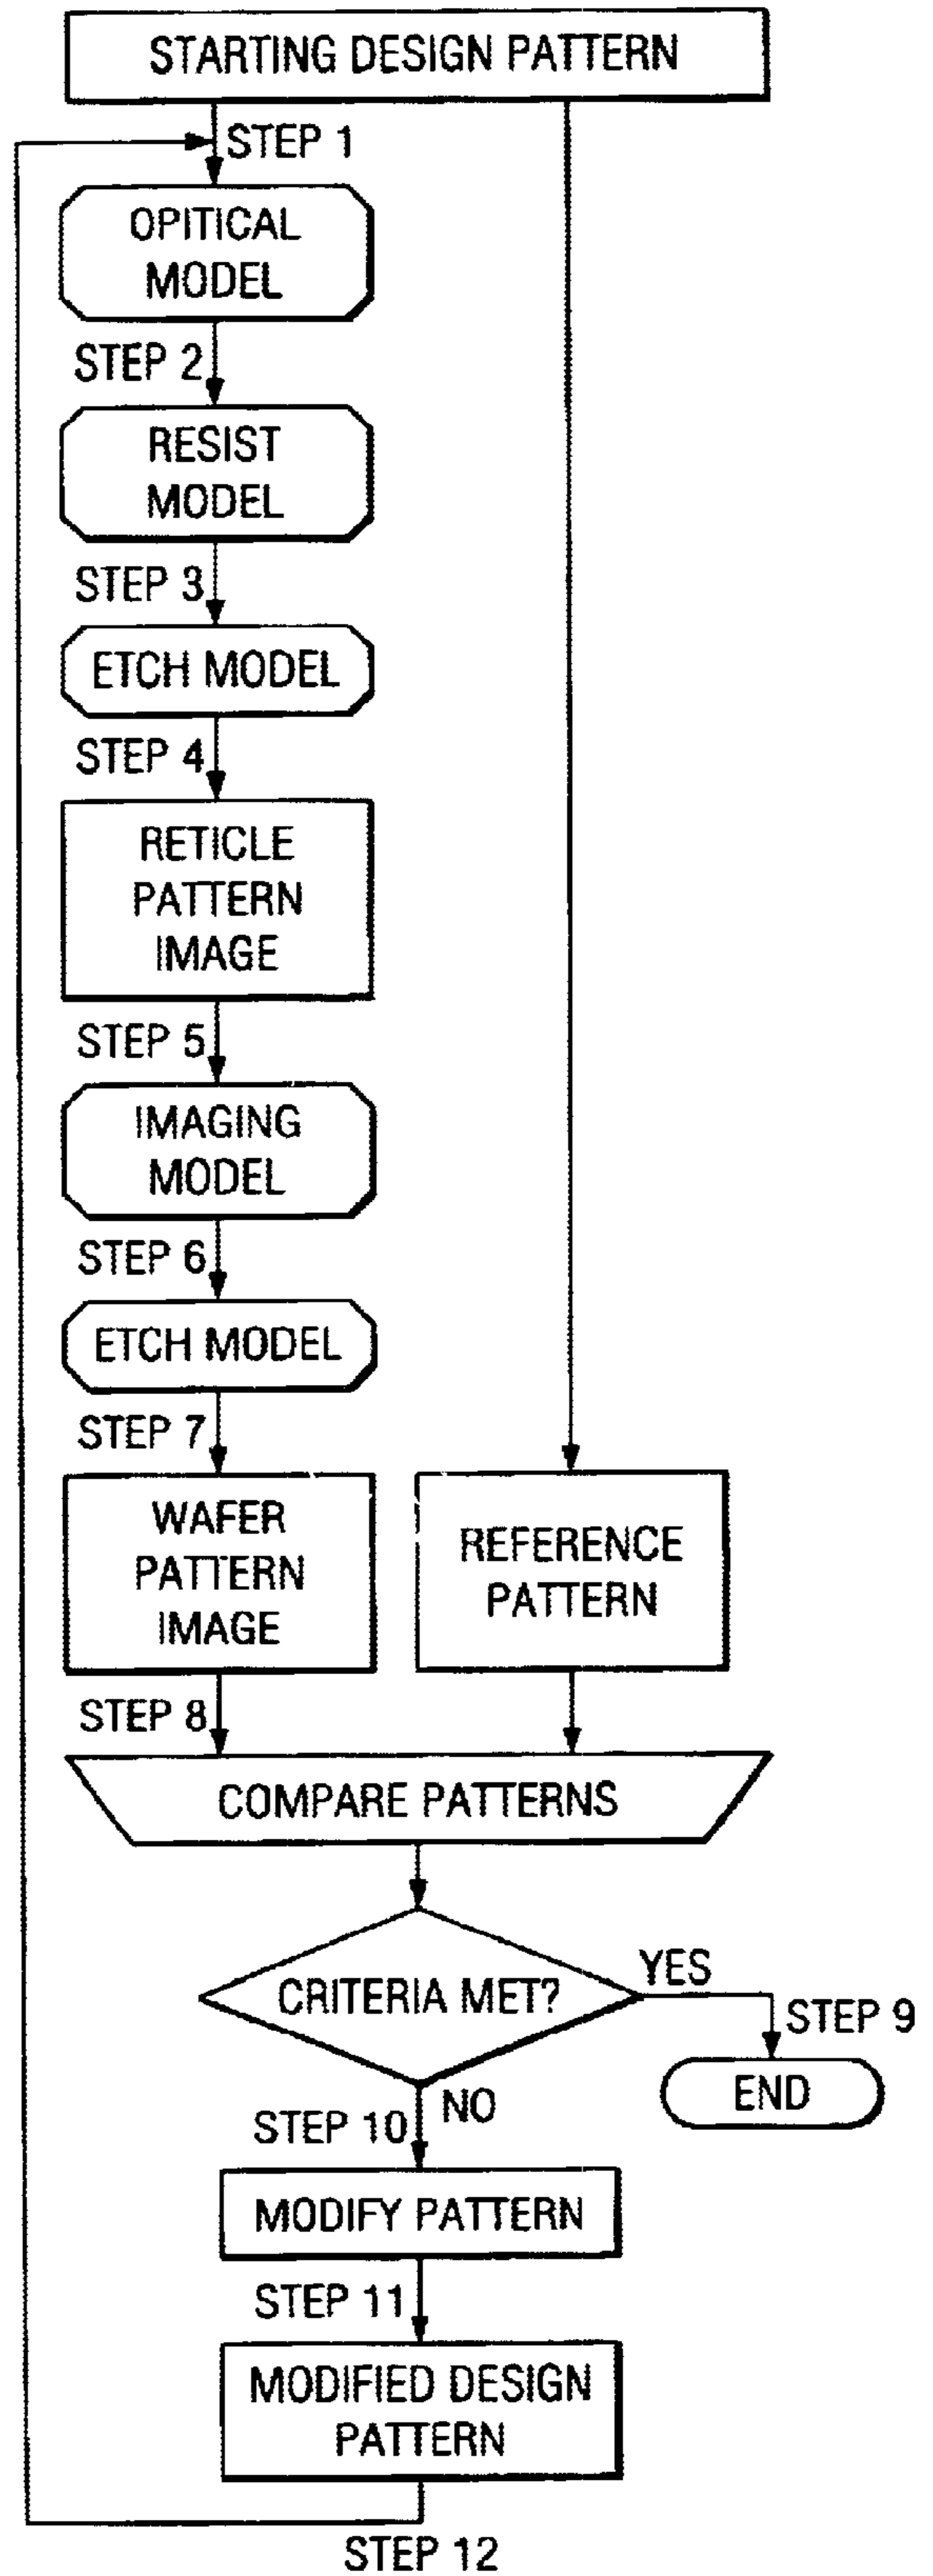 STARTING DESIGN PATTERN
STEP 1
OPITICAL
MODEL
STEP 2
RESIST
MODEL
STEP 3
ETCH MODEL
STEP 4
RETICLE
PATTERN
IMAGE
STEP 5
IMAGING
MODEL
STEP 6
ETCH MODEL
STEP 7
WAFER
PATTERN
IMAGE
REFERENCE
PATTERN
STEP 8
COMPARE PATTERNS
CRITERIA MET?
YES
STEP 9
END
NO
STEP 10
MODIFY PATTERN
STEP 11
MODIFIED DESIGN
PATTERN
STEP 12